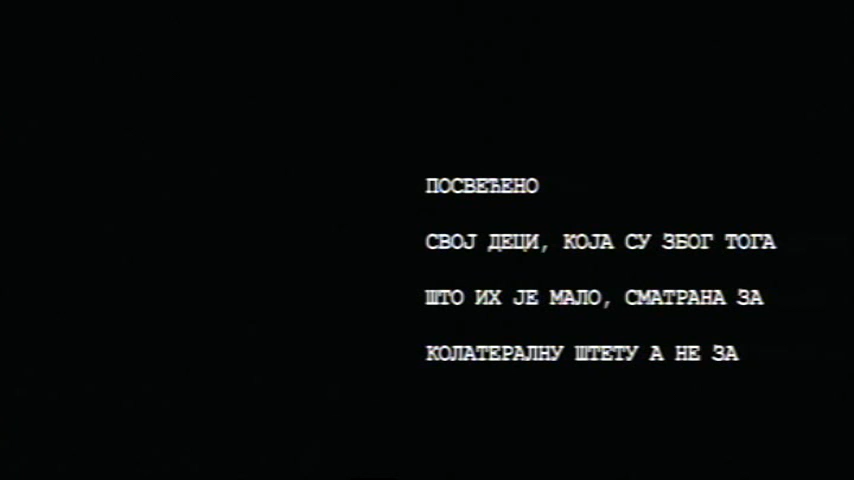 ПОСВЕЋЕНО
СВОЈ ДЕЦИ, КОЈА СУ ЗБОГ ТОГА
ШТО ИХ ЈЕ МАЛО, СМАТРАНА ЗА
КОЛАТЕРАЛНУ ШТЕТУ А НЕ ЗА